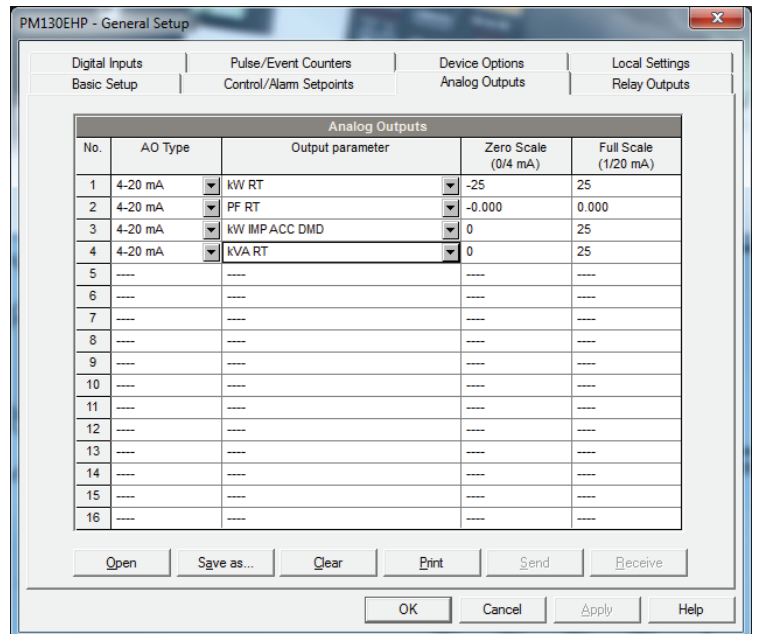 PM130EHP - General Setup
x
Digital Inputs Pulse/Event Counters Device Options Local Settings
Basic Setup Control/Alarm Setpoints Analog Outputs Relay Outputs
Analog Outputs
No. AO Type Output parameter Zero Scale Full Scale
(0/4 mA) (1/20 mA)
1 4-20 mA kW RT -25 25
2 4-20 mA PF RT -0.000 0.000
3 4-20 mA kW IMP ACC DMD 0 25
4 4-20 mA kVA RT 0 25
5 ---- ---- ---- ----
6 ---- ---- ---- ----
7 ---- ---- ---- ----
8 ---- ---- ---- ----
9 ---- ---- ---- ----
10 ---- ---- ---- ----
11 ---- ---- ---- ----
12 ---- ---- ---- ----
13 ---- ---- ---- ----
14 ---- ---- ---- ----
15 ---- ---- ---- ----
16 ---- ---- ---- ----
Open Save as... Clear Print Send Receive
OK Cancel Apply Help